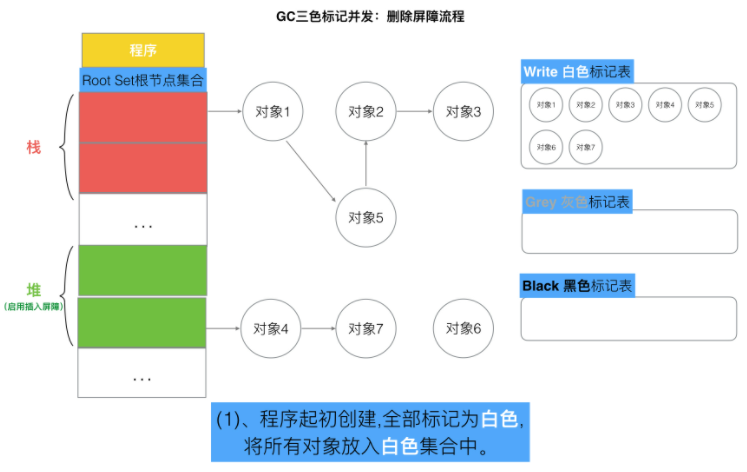 GC三色标记并发：删除屏障流程
程序
Root Set根节点集合
栈
...
堆
(启用插入屏障)
...
对象1
对象2
对象3
对象5
对象4
对象7
对象6
Write 白色标记表
对象1 对象2 对象3 对象4 对象5
对象6 对象7
Grey 灰色标记表
Black 黑色标记表
(1)、程序起初创建,全部标记为白色,
将所有对象放入白色集合中。